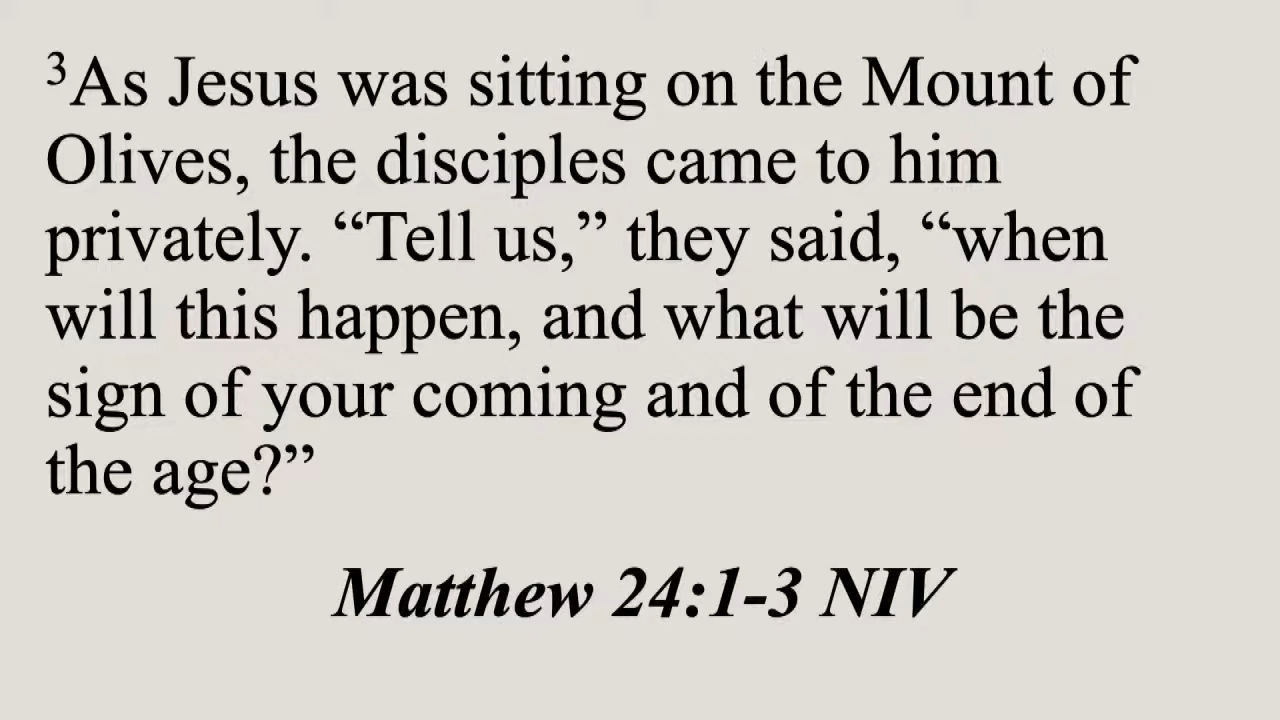 ³As Jesus was sitting on the Mount of
Olives, the disciples came to him
privately. “Tell us,” they said, “when
will this happen, and what will be the
sign of your coming and of the end of
the age?”
Matthew 24:1-3 NIV